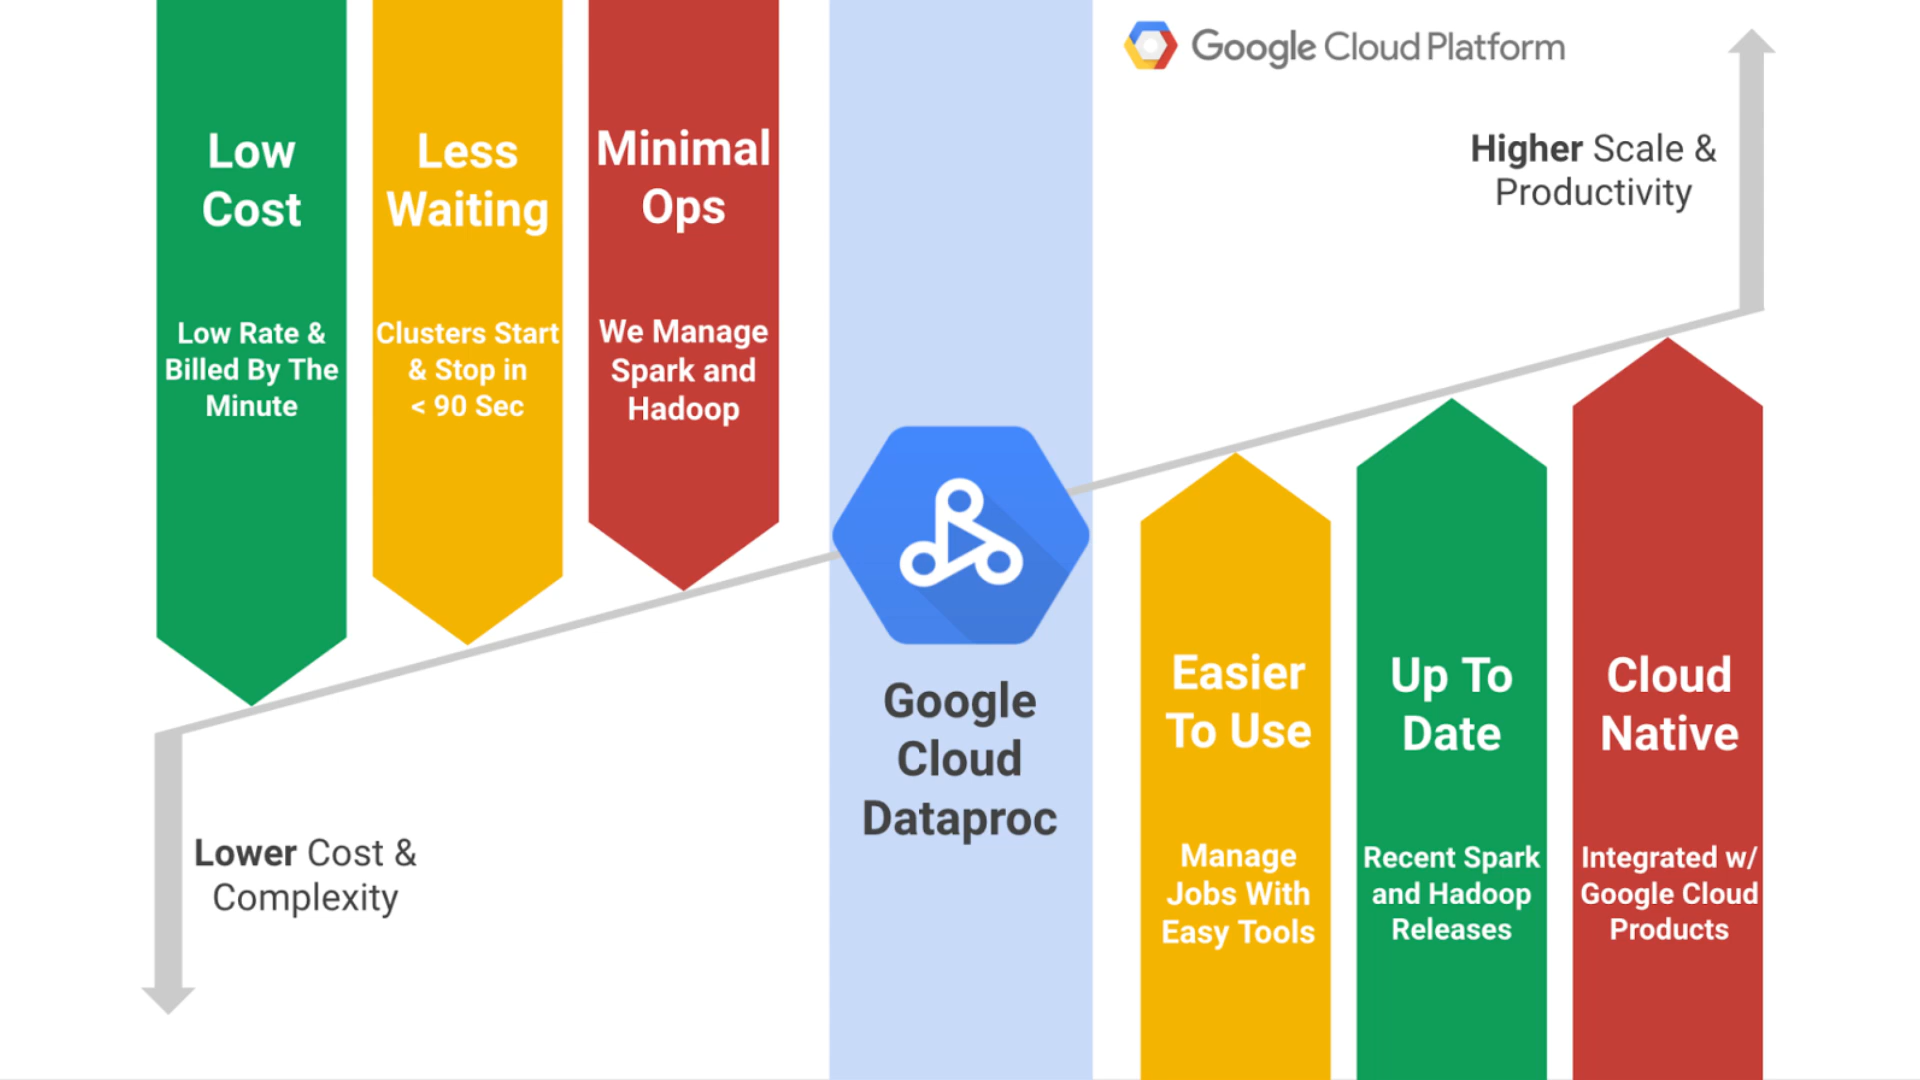 Low
Cost
Low Rate &
Billed By The
Minute
Less
Waiting
Clusters Start
& Stop in
< 90 Sec
Minimal
Ops
We Manage
Spark and
Hadoop
Lower Cost &
Complexity
Google
Cloud
Dataproc
Google Cloud Platform
Higher Scale &
Productivity
Easier
To Use
Manage
Jobs With
Easy Tools
Up To
Date
Recent Spark
and Hadoop
Releases
Cloud
Native
Integrated w/
Google Cloud
Products